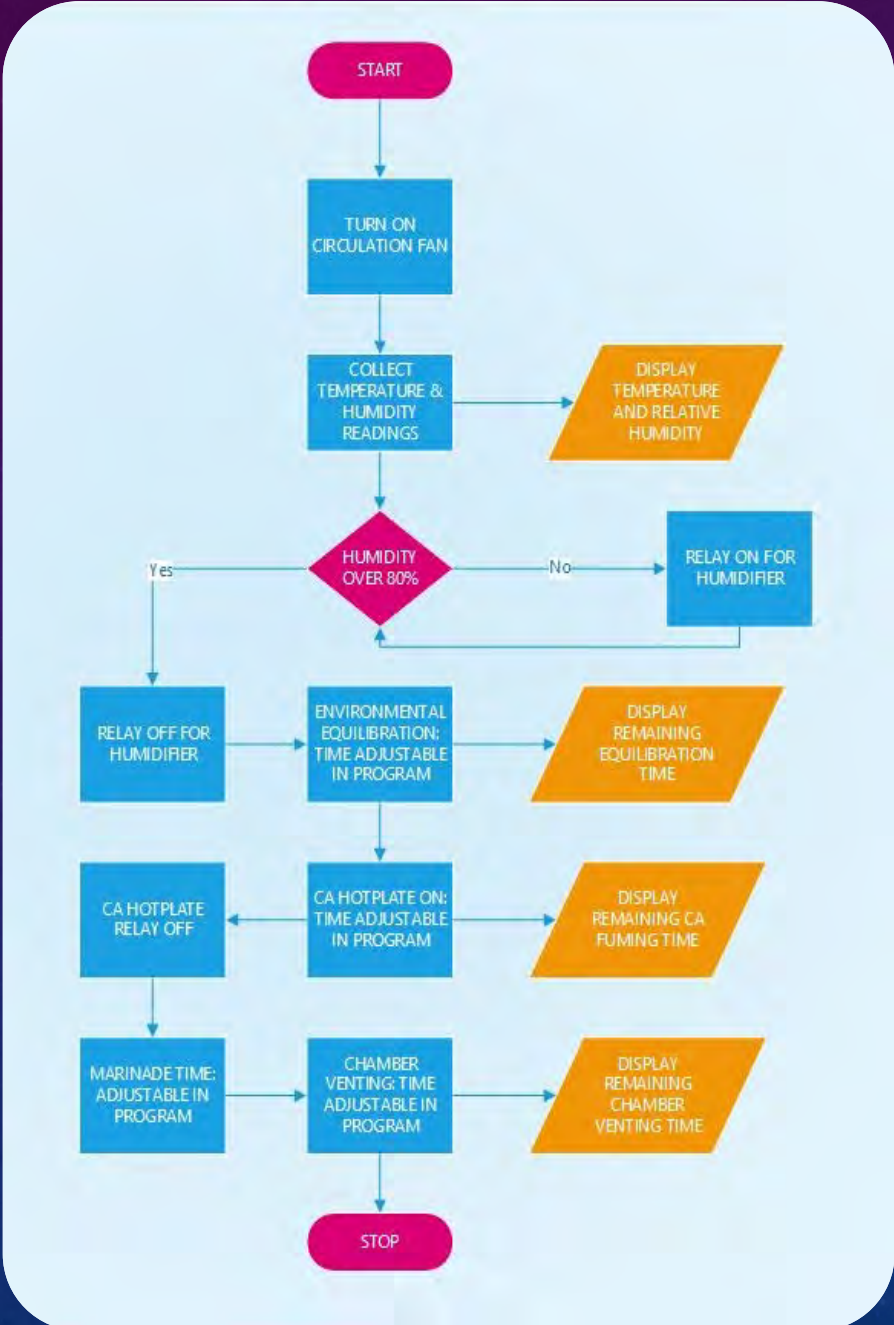 START
TURN ON
CIRCULATION FAN
COLLECT
TEMPERATURE &
HUMIDITY
READINGS
DISPLAY
TEMPERATURE
AND RELATIVE
HUMIDITY
HUMIDITY
OVER 80%
Yes
No
RELAY ON FOR
HUMIDIFIER
RELAY OFF FOR
HUMIDIFIER
ENVIRONMENTAL
EQUILIBRATION:
TIME ADJUSTABLE
IN PROGRAM
DISPLAY
REMAINING
EQUILIBRATION
TIME
CA HOTPLATE
RELAY OFF
CA HOTPLATE ON:
TIME ADJUSTABLE
IN PROGRAM
DISPLAY
REMAINING CA
FUMING TIME
MARINADE TIME:
ADJUSTABLE IN
PROGRAM
CHAMBER
VENTING: TIME
ADJUSTABLE IN
PROGRAM
DISPLAY
REMAINING
CHAMBER
VENTING TIME
STOP